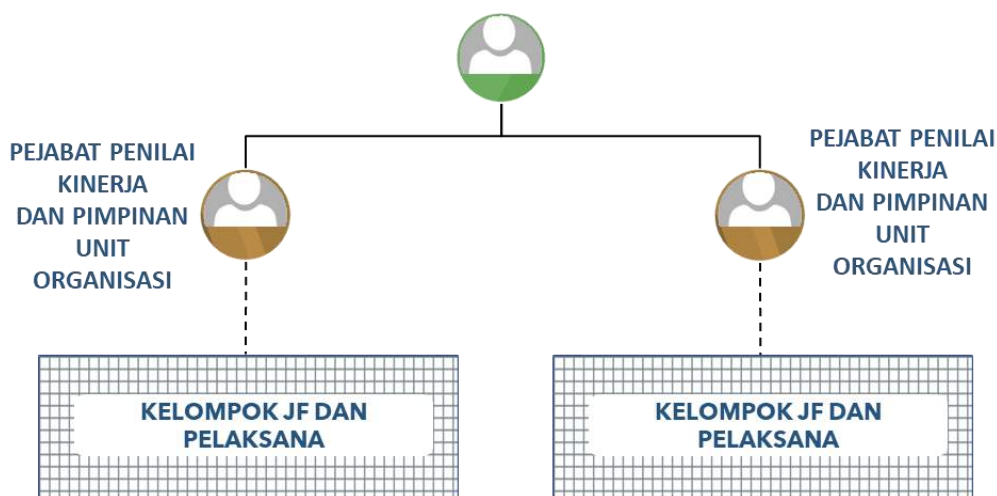 PEJABAT PENILAI
KINERJA
DAN PIMPINAN
UNIT
ORGANISASI
PEJABAT PENILAI
KINERJA
DAN PIMPINAN
UNIT
ORGANISASI
KELOMPOK JF DAN
PELAKSANA
KELOMPOK JF DAN
PELAKSANA